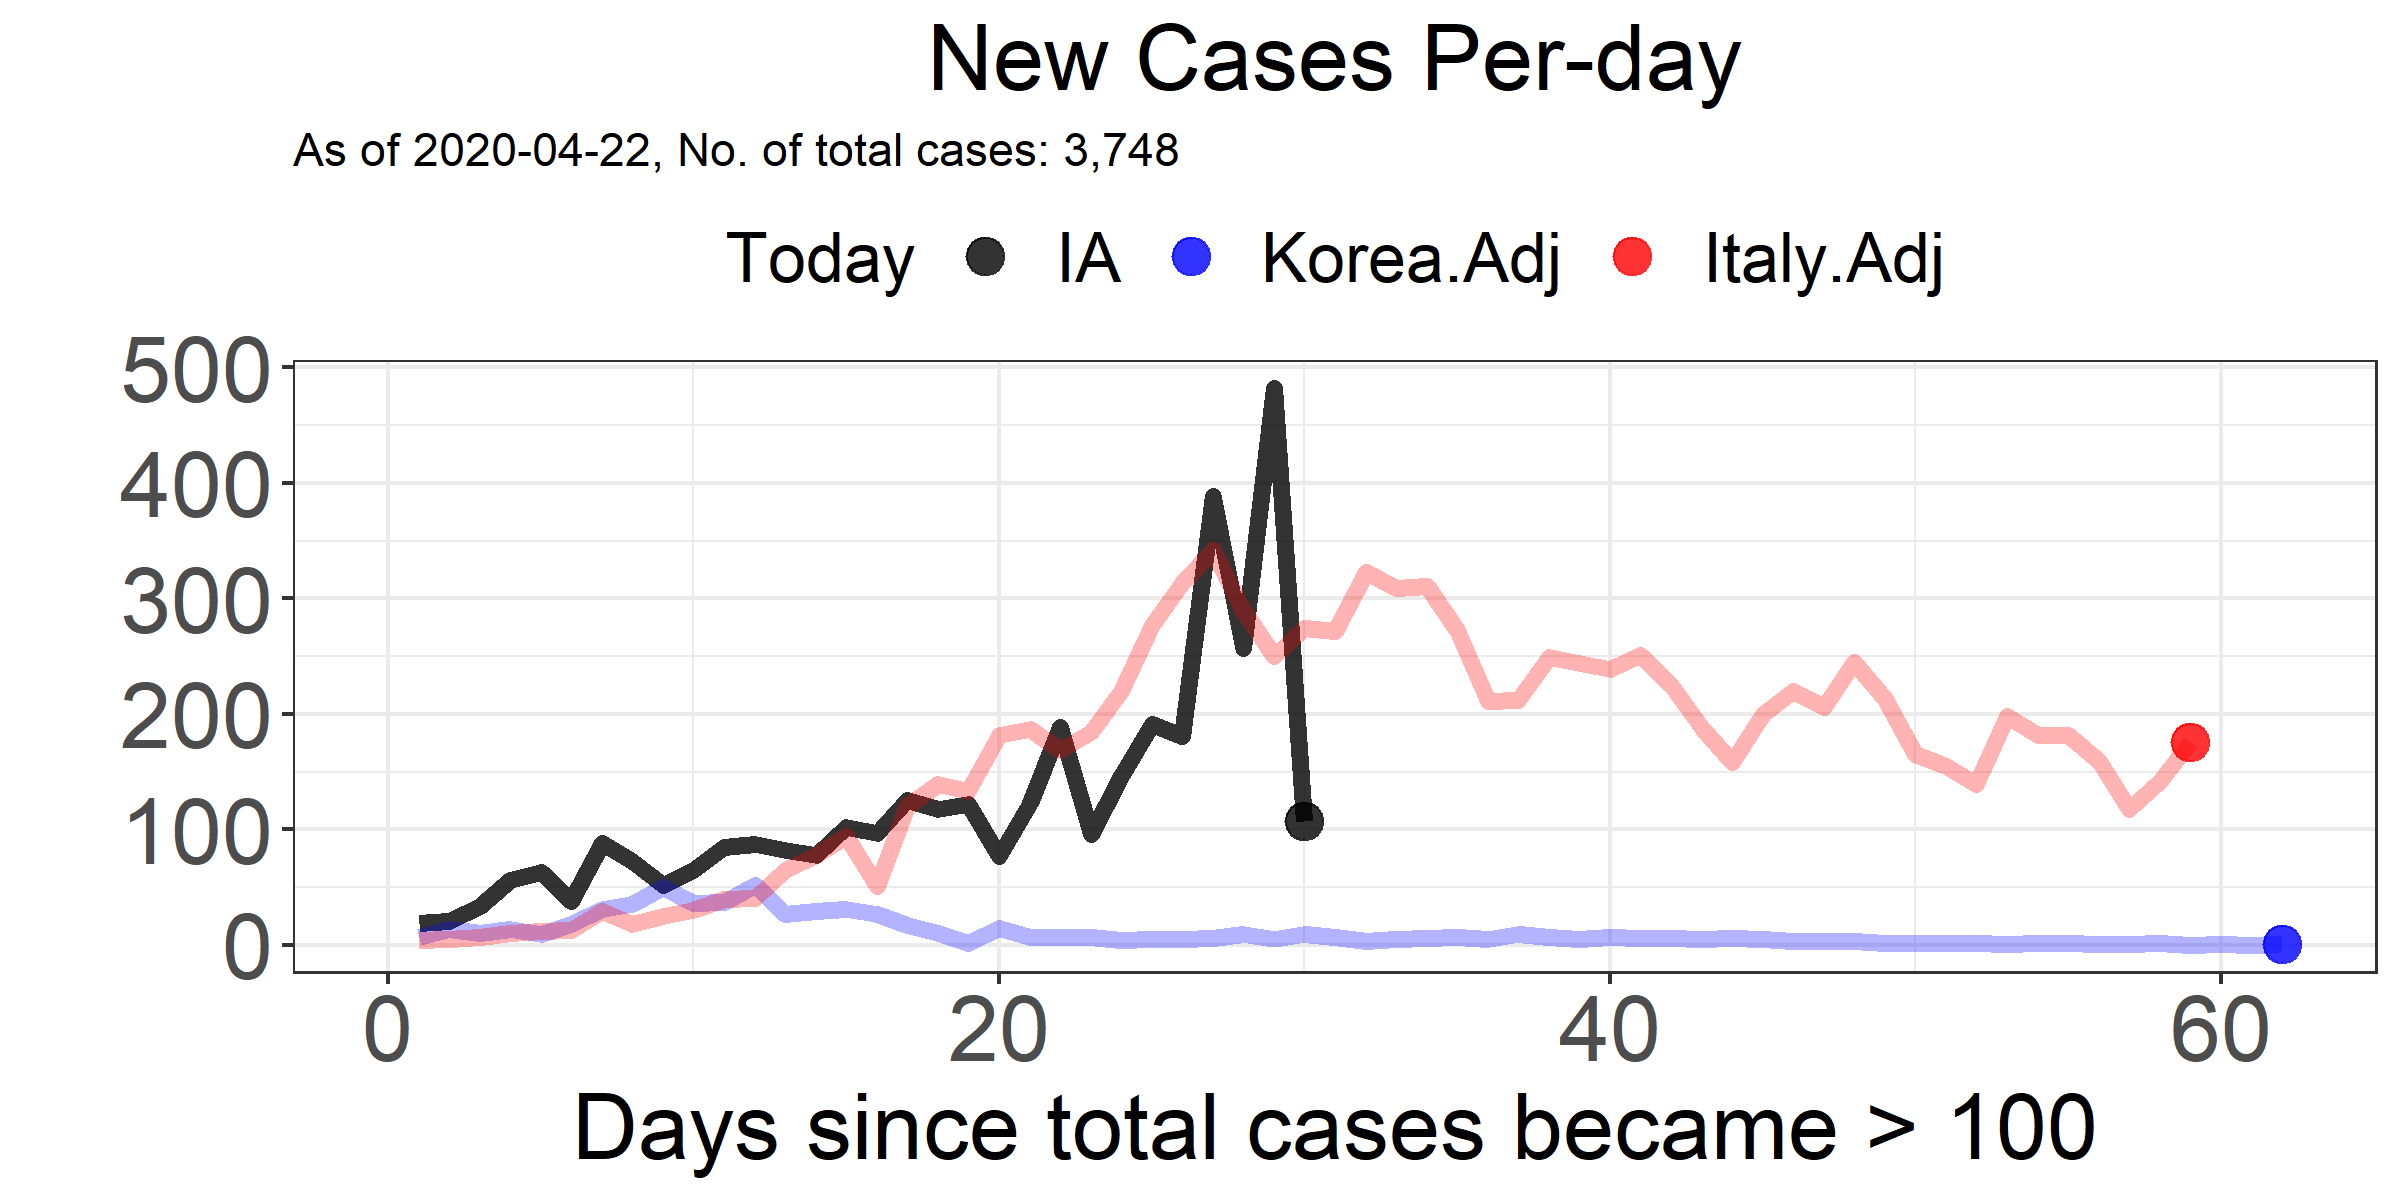 New Cases Per-day
As of 2020-04-22, No. of total cases: 3,748
Today IA Korea.Adj Italy.Adj
500
400
300
200
100
0
0 20 40 60
Days since total cases became > 100